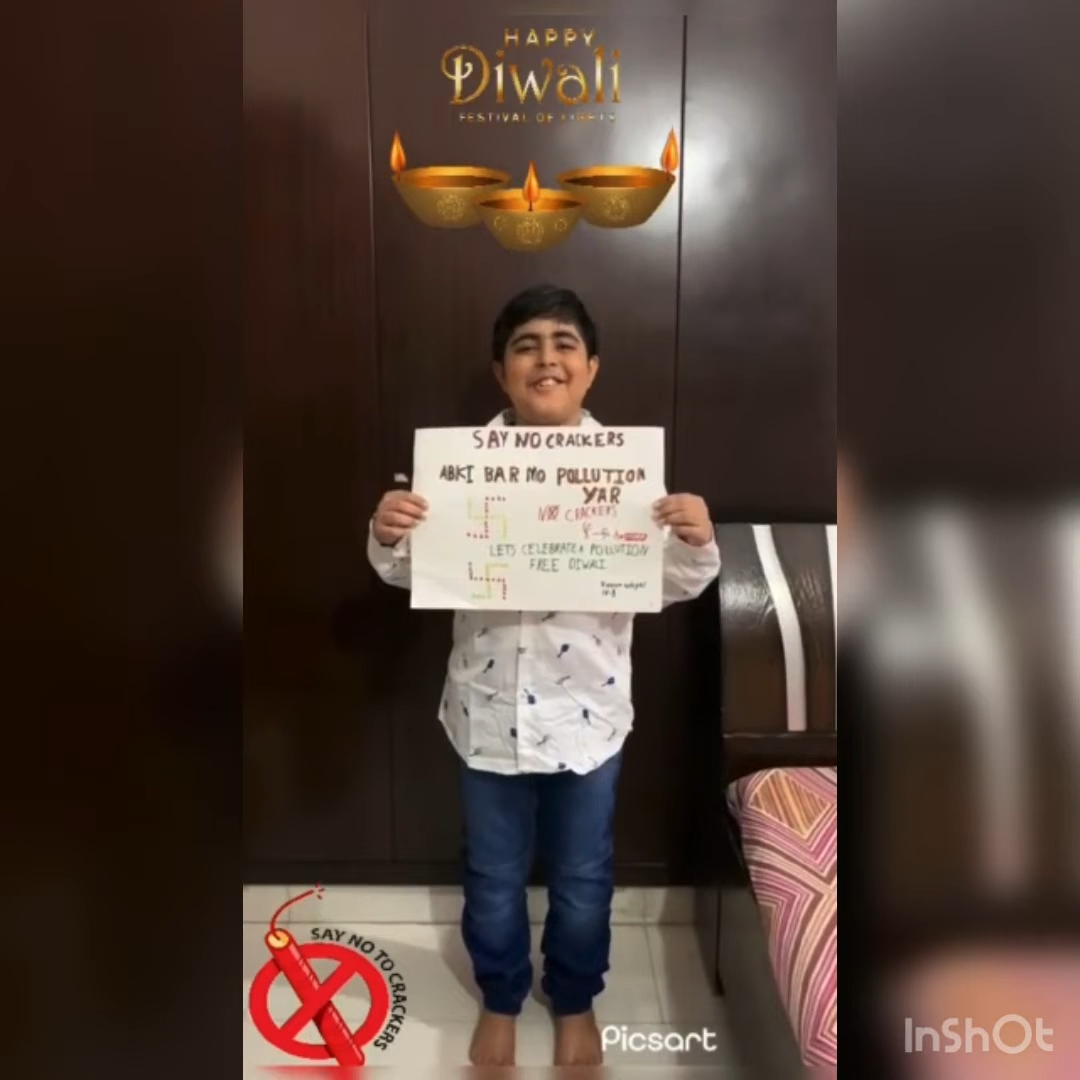 HAPPY
Diwali
FESTIVAL OF LIGHTS
SAY NO CRACKERS
ABKI BAR NO POLLUTION
YAR
NO CRACKERS
LETS CELEBRATE A POLLUTION
FREE DIWALI
SAY NO TO CRACKERS
Picsart
InShOt